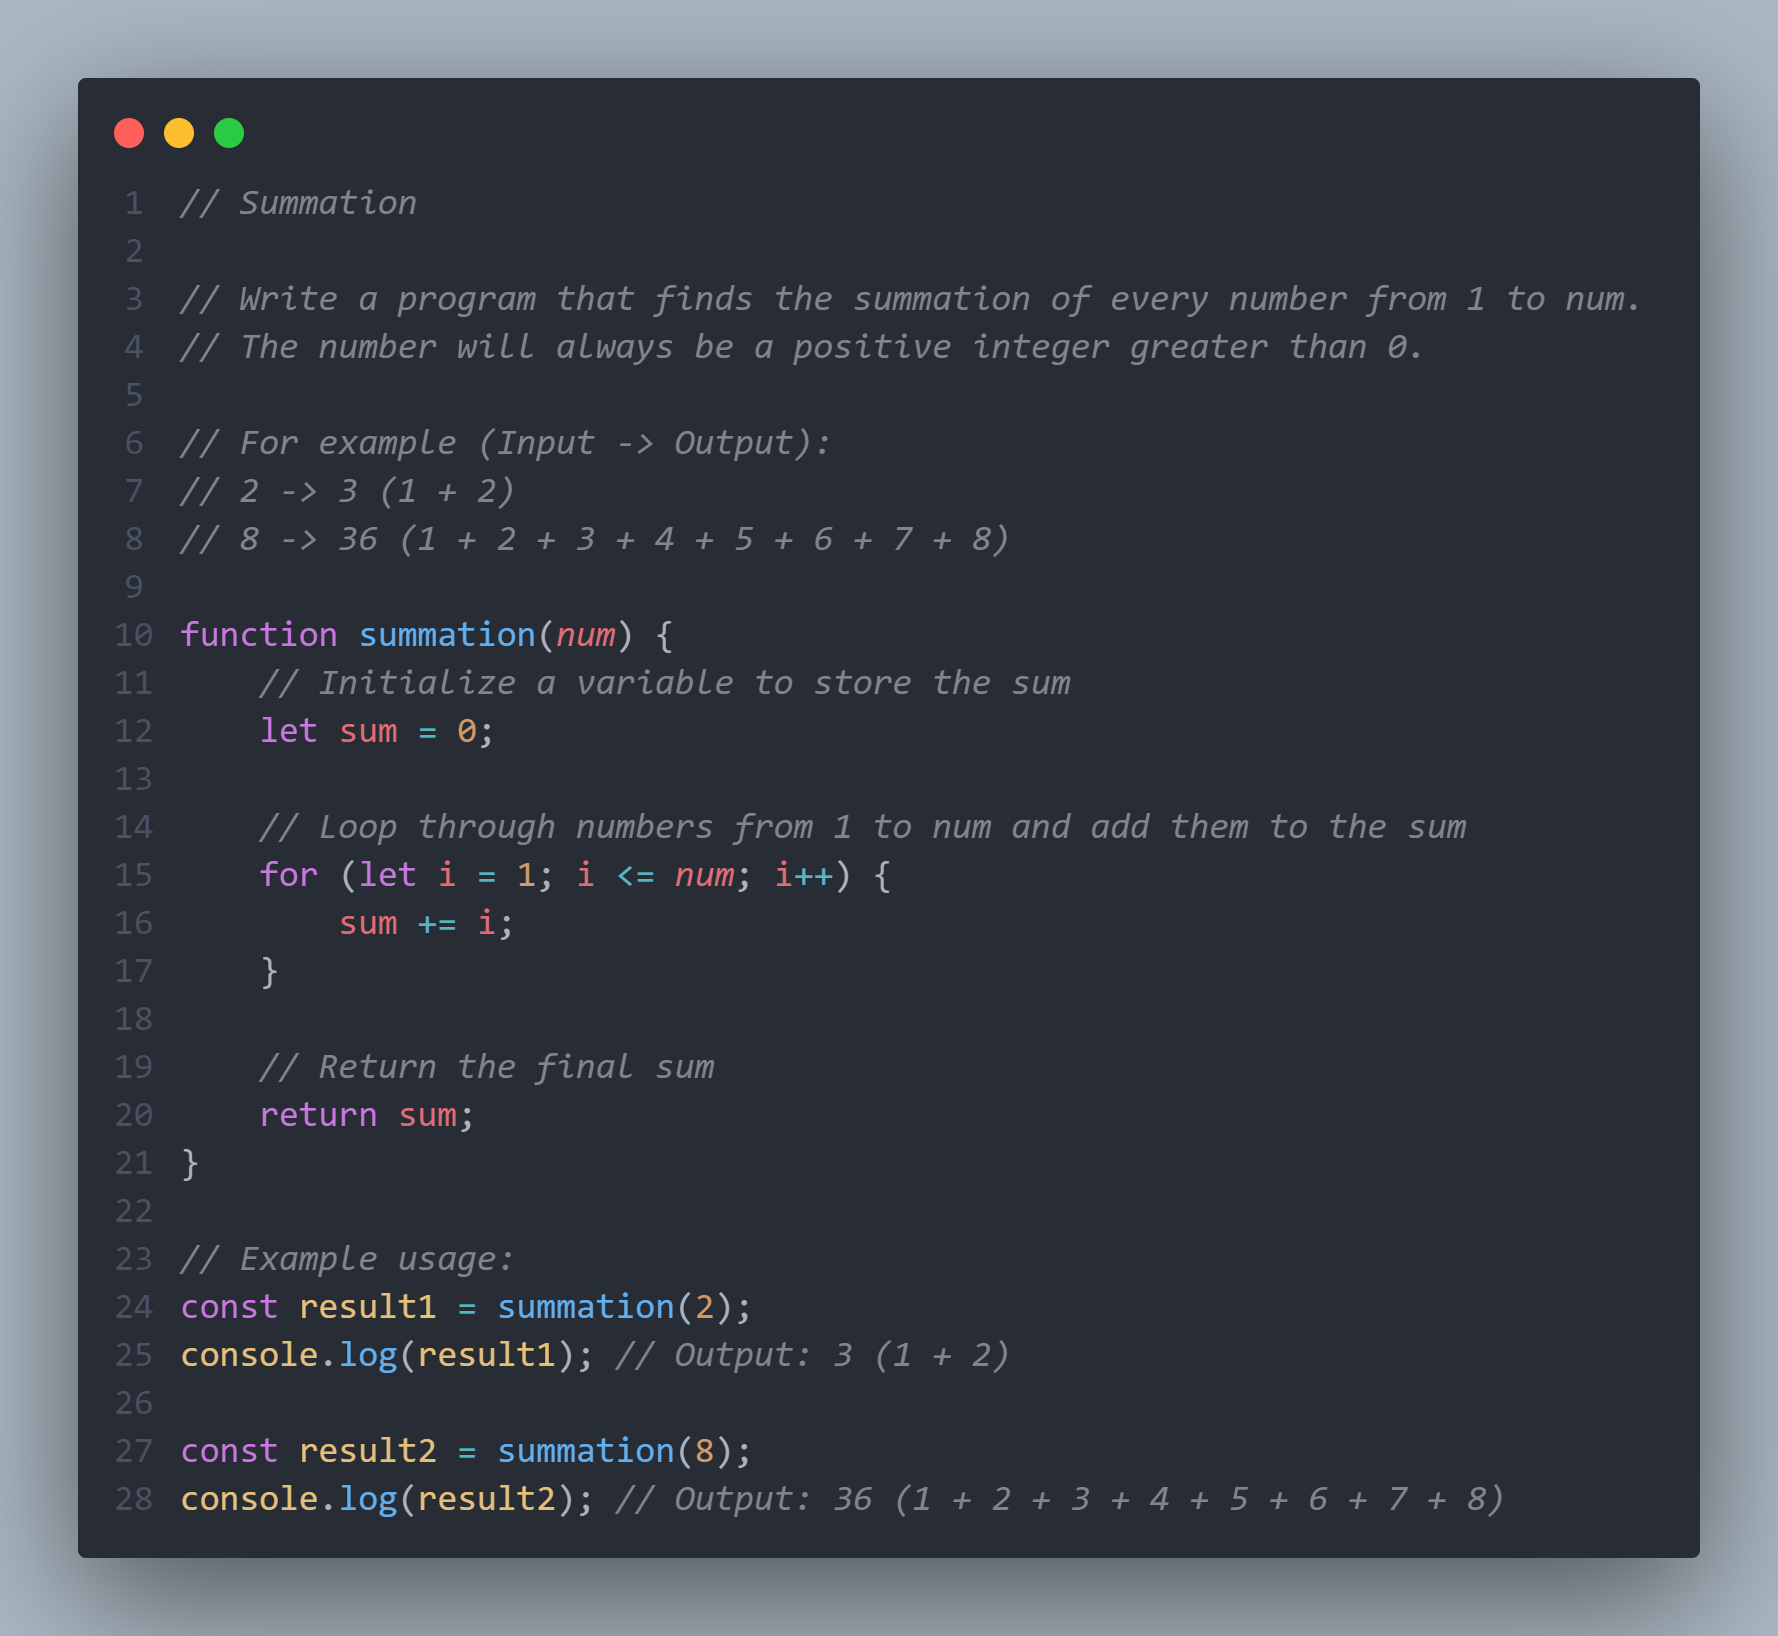 1 // Summation
2
3 // Write a program that finds the summation of every number from 1 to num.
4 // The number will always be a positive integer greater than 0.
5
6 // For example (Input -> Output):
7 // 2 -> 3 (1 + 2)
8 // 8 -> 36 (1 + 2 + 3 + 4 + 5 + 6 + 7 + 8)
9
10 function summation(num) {
11     // Initialize a variable to store the sum
12     let sum = 0;
13
14     // Loop through numbers from 1 to num and add them to the sum
15     for (let i = 1; i <= num; i++) {
16         sum += i;
17     }
18
19     // Return the final sum
20     return sum;
21 }
22
23 // Example usage:
24 const result1 = summation(2);
25 console.log(result1); // Output: 3 (1 + 2)
26
27 const result2 = summation(8);
28 console.log(result2); // Output: 36 (1 + 2 + 3 + 4 + 5 + 6 + 7 + 8)